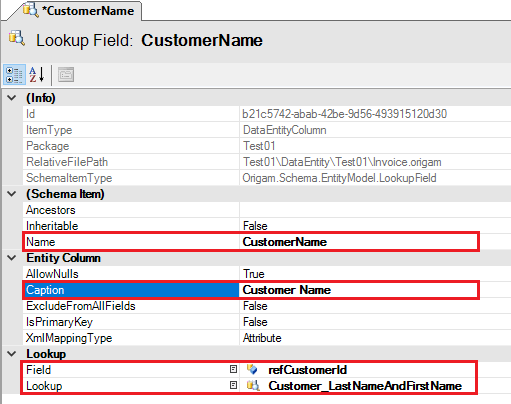 *CustomerName
Lookup Field: CustomerName
(Info)
Id b21c5742-abab-42be-9d56-493915120d30
ItemType DataEntityColumn
Package Test01
RelativeFilePath Test01\DataEntity\Test01\Invoice.origam
SchemaItemType Origam.Schema.EntityModel.LookupField
(Schema Item)
Ancestors
Inheritable False
Name CustomerName
Entity Column
AllowNulls True
Caption Customer Name
ExcludeFromAllFields False
IsPrimaryKey False
XmlMappingType Attribute
Lookup
Field refCustomerId
Lookup Customer_LastNameAndFirstName